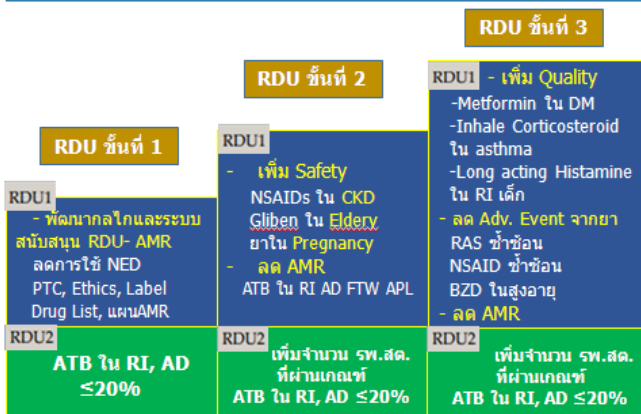 RDU ขั้นที่ 1
RDU1
- พัฒนากลไกและระบบ
สนับสนุน RDU- AMR
ลดการใช้ NED
PTC, Ethics, Label
Drug List, แผนAMR
RDU2
ATB ใน RI, AD
≤20%
RDU ขั้นที่ 2
RDU1
- เพิ่ม Safety
NSAIDs ใน CKD
Gliben ใน Eldery
ยาใน Pregnancy
- ลด AMR
ATB ใน RI AD FTW APL
RDU2
เพิ่มจำนวน รพ.สต.
ที่ผ่านเกณฑ์
ATB ใน RI, AD ≤20%
RDU ขั้นที่ 3
RDU1 - เพิ่ม Quality
-Metformin ใน DM
-Inhale Corticosteroid
ใน asthma
-Long acting Histamine
ใน RI เด็ก
- ลด Adv. Event จากยา
RAS ซ้ำซ้อน
NSAID ซ้ำซ้อน
BZD ในสูงอายุ
- ลด AMR
RDU2
เพิ่มจำนวน รพ.สต.
ที่ผ่านเกณฑ์
ATB ใน RI, AD ≤20%